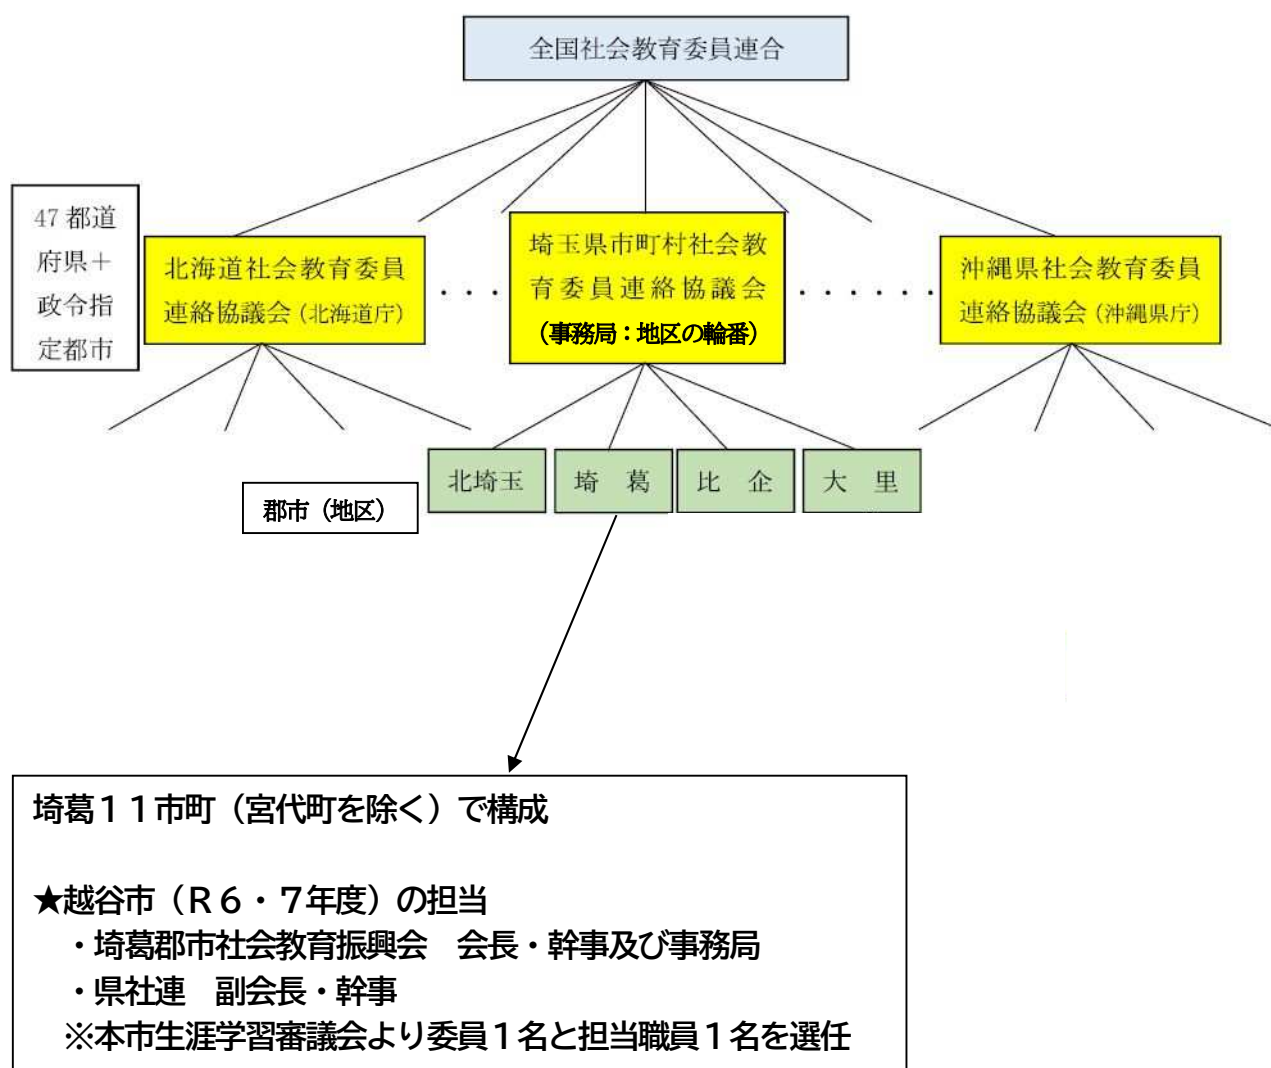 全国社会教育委員連合
47 都道
府県＋
政令指
定都市
北海道社会教育委員
連絡協議会（北海道庁）
・・・
埼玉県市町村社会教
育委員連絡協議会
（事務局：地区の輪番）
・・・・・・
沖縄県社会教育委員
連絡協議会（沖縄県庁）
郡市（地区）
北埼玉
埼　葛
比　企
大　里
埼葛１１市町（宮代町を除く）で構成
★越谷市（Ｒ６・７年度）の担当
・埼葛郡市社会教育振興会　会長・幹事及び事務局
・県社連　副会長・幹事
※本市生涯学習審議会より委員１名と担当職員１名を選任